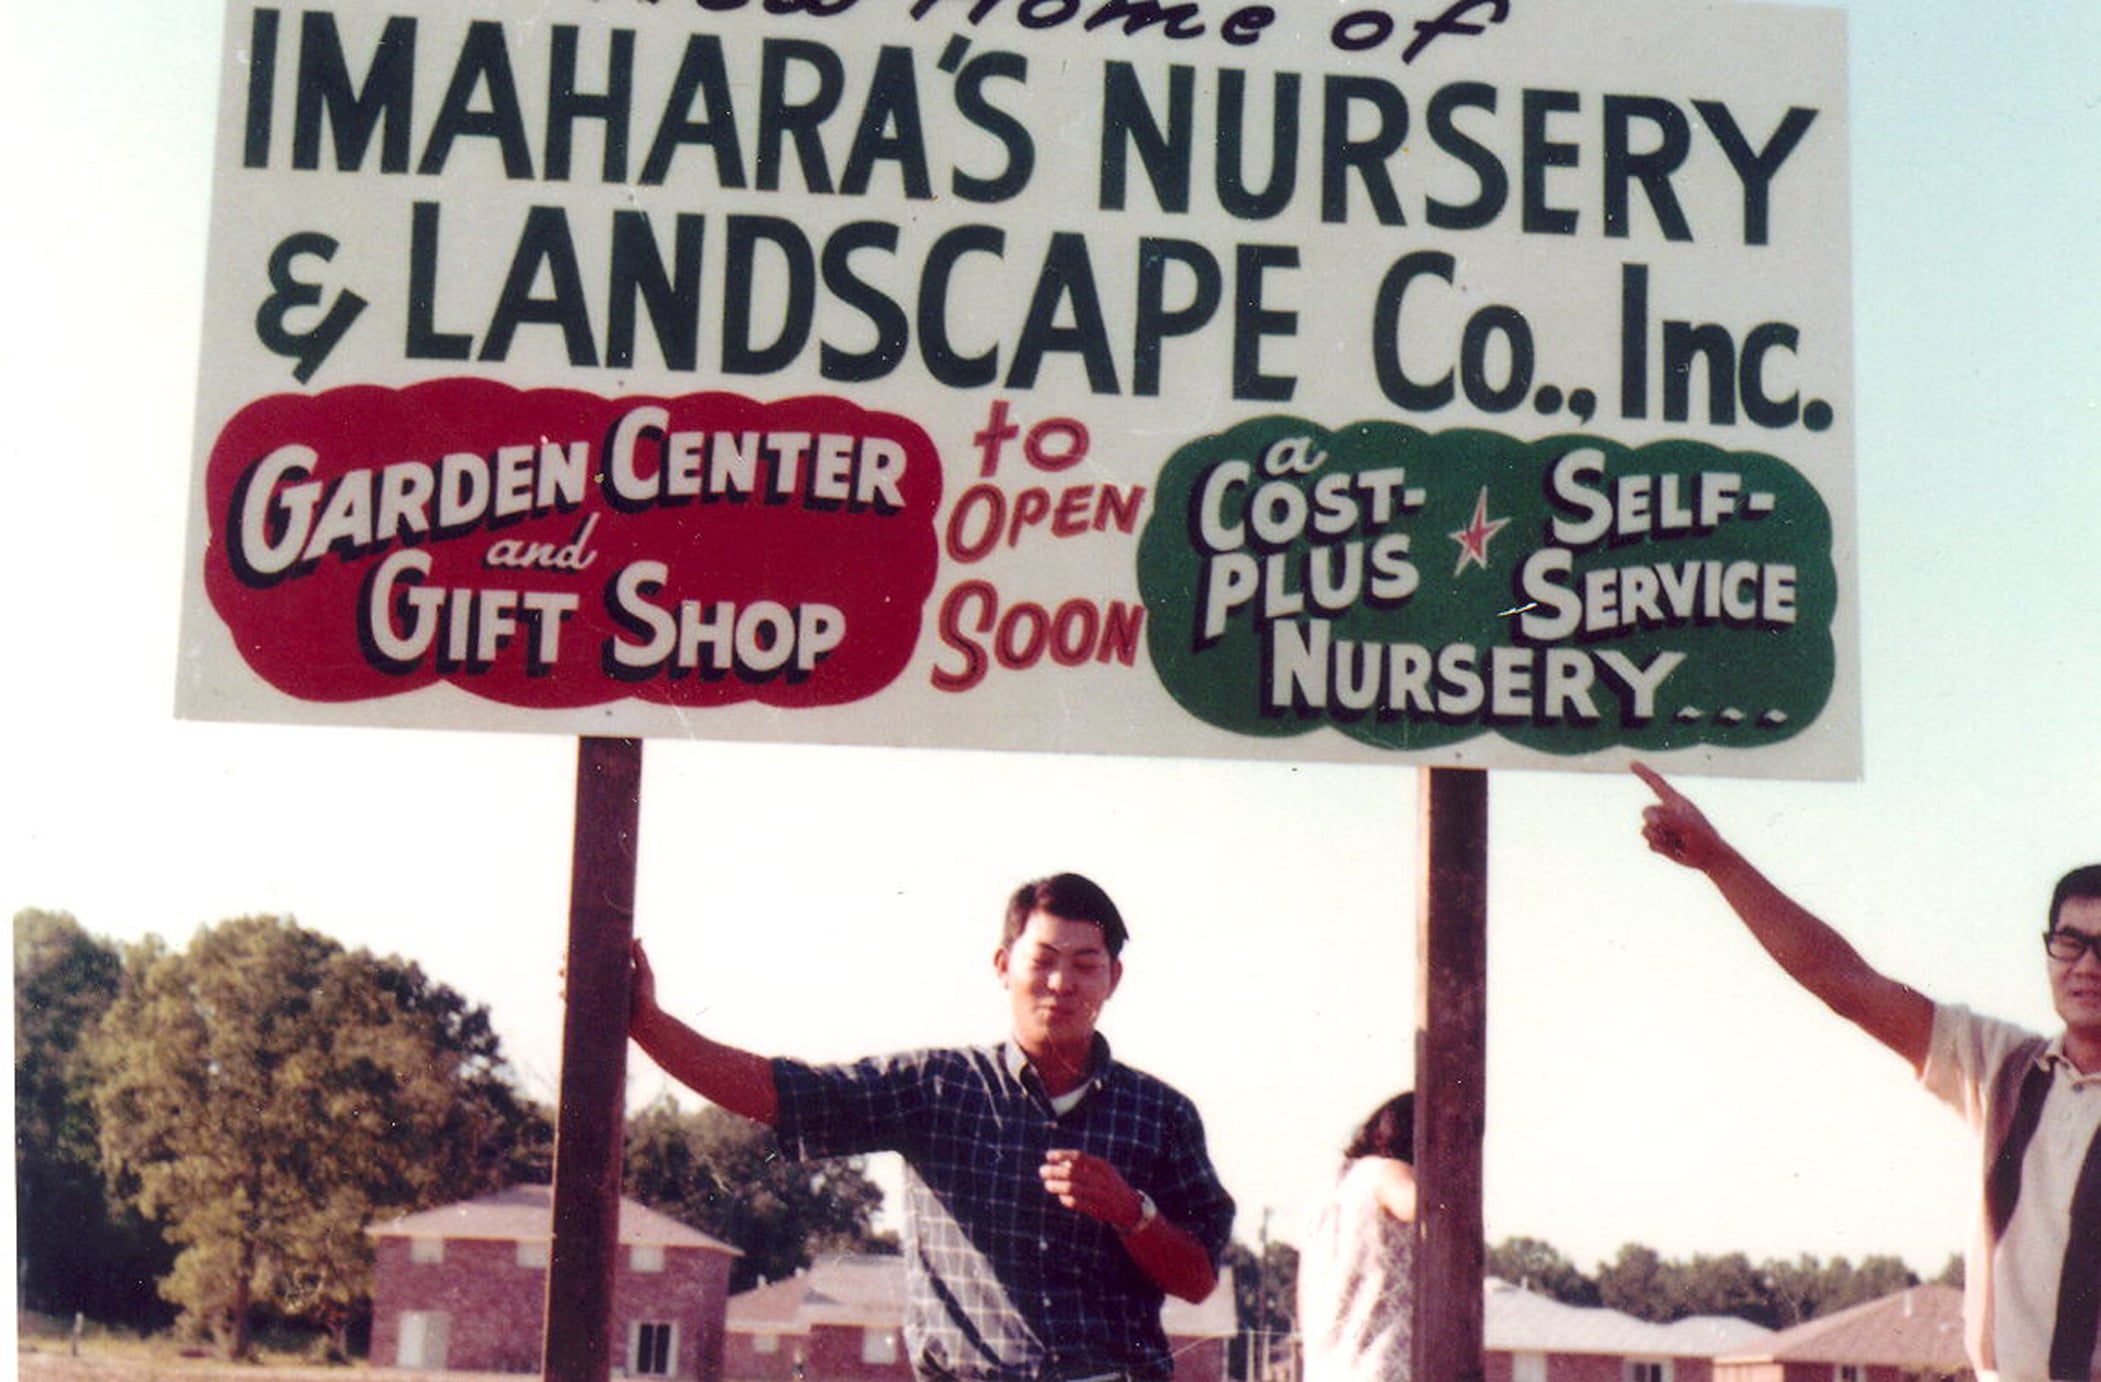 Home of
IMAHARA'S NURSERY
& LANDSCAPE Co., Inc.
GARDEN CENTER
and
GIFT SHOP
to
OPEN
SOON
a
COST- SELF-
PLUS SERVICE
NURSERY...